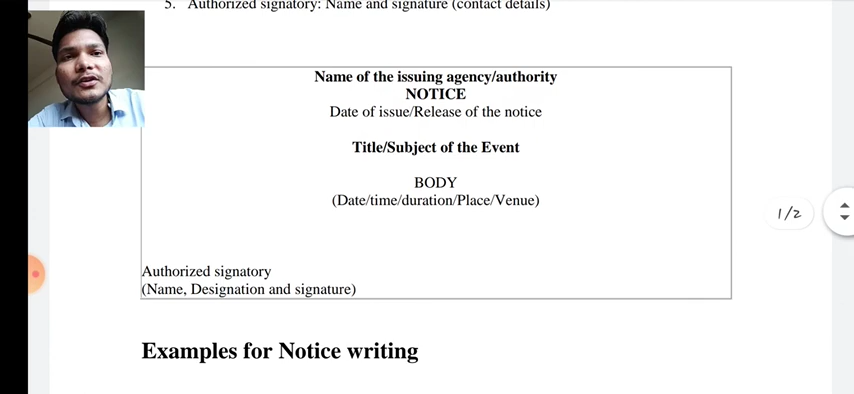 5. Authorized signatory: Name and signature (contact details)
Name of the issuing agency/authority
NOTICE
Date of issue/Release of the notice
Title/Subject of the Event
BODY
(Date/time/duration/Place/Venue)
1/2
Authorized signatory
(Name, Designation and signature)
Examples for Notice writing